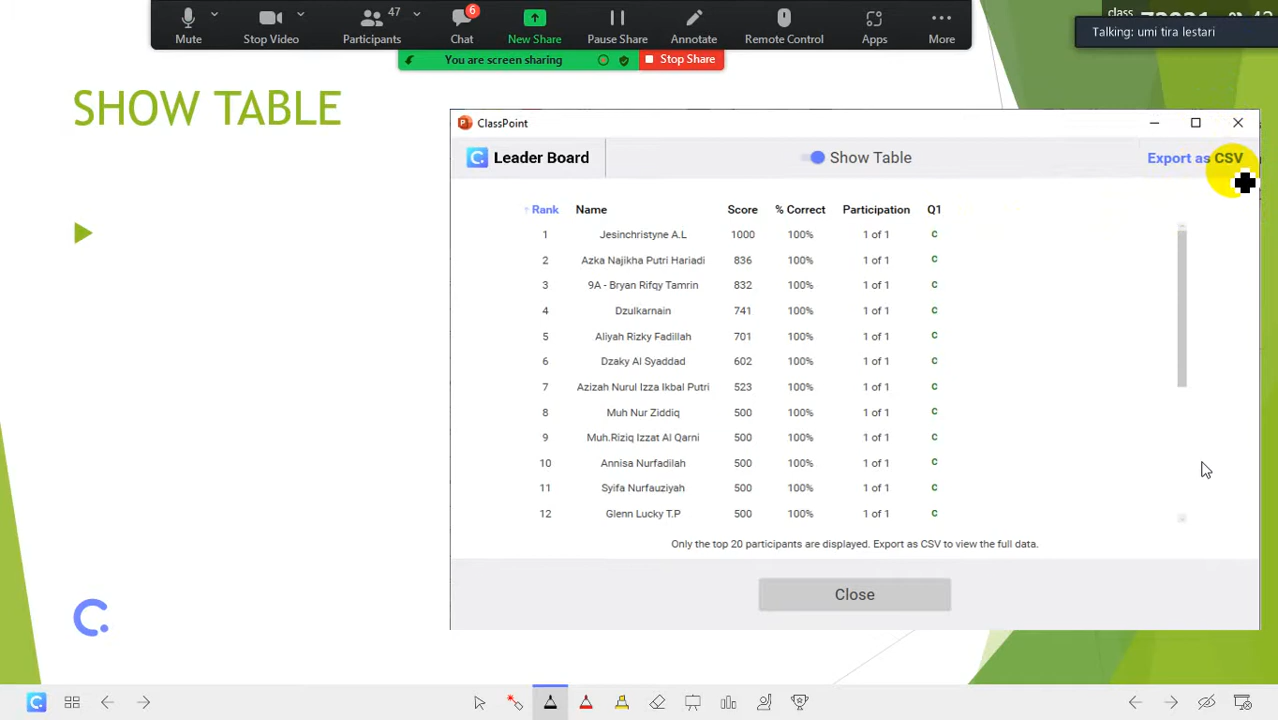 Mute
Stop Video
Participants
47
Chat
6
New Share
Pause Share
Annotate
Remote Control
Apps
More
class
Talking: umi tira lestari
You are screen sharing
Stop Share
SHOW TABLE
ClassPoint
Leader Board
Show Table
Export as CSV
Rank Name Score % Correct Participation Q1
1 Jesinchristyne A.L 1000 100% 1 of 1 C
2 Azka Najikha Putri Hariadi 836 100% 1 of 1 C
3 9A - Bryan Rifqy Tamrin 832 100% 1 of 1 C
4 Dzulkarnain 741 100% 1 of 1 C
5 Aliyah Rizky Fadillah 701 100% 1 of 1 C
6 Dzaky Al Syaddad 602 100% 1 of 1 C
7 Azizah Nurul Izza Ikbal Putri 523 100% 1 of 1 C
8 Muh Nur Ziddiq 500 100% 1 of 1 C
9 Muh.Riziq Izzat Al Qarni 500 100% 1 of 1 C
10 Annisa Nurfadilah 500 100% 1 of 1 C
11 Syifa Nurfauziyah 500 100% 1 of 1 C
12 Glenn Lucky T.P 500 100% 1 of 1 C
Only the top 20 participants are displayed. Export as CSV to view the full data.
Close